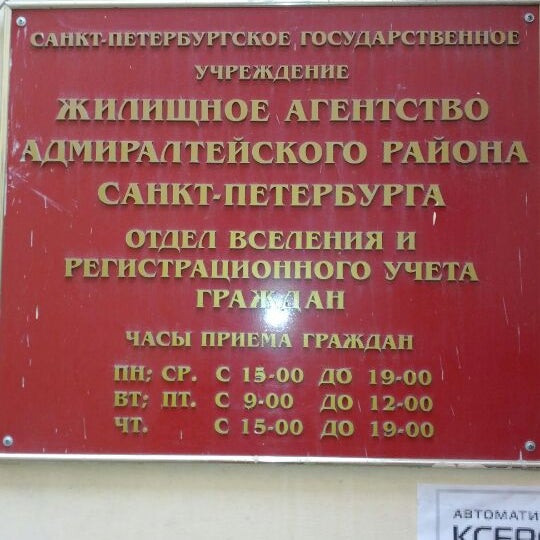 САНКТ-ПЕТЕРБУРГСКОЕ ГОСУДАРСТВЕННОЕ
УЧРЕЖДЕНИЕ
ЖИЛИЩНОЕ АГЕНТСТВО
АДМИРАЛТЕЙСКОГО РАЙОНА
САНКТ-ПЕТЕРБУРГА
ОТДЕЛ ВСЕЛЕНИЯ И
РЕГИСТРАЦИОННОГО УЧЕТА
ГРАЖДАН
ЧАСЫ ПРИЕМА ГРАЖДАН
ПН; СР. С 15-00 ДО 19-00
ВТ; ПТ. С 9-00 ДО 12-00
ЧТ. С 15-00 ДО 19-00